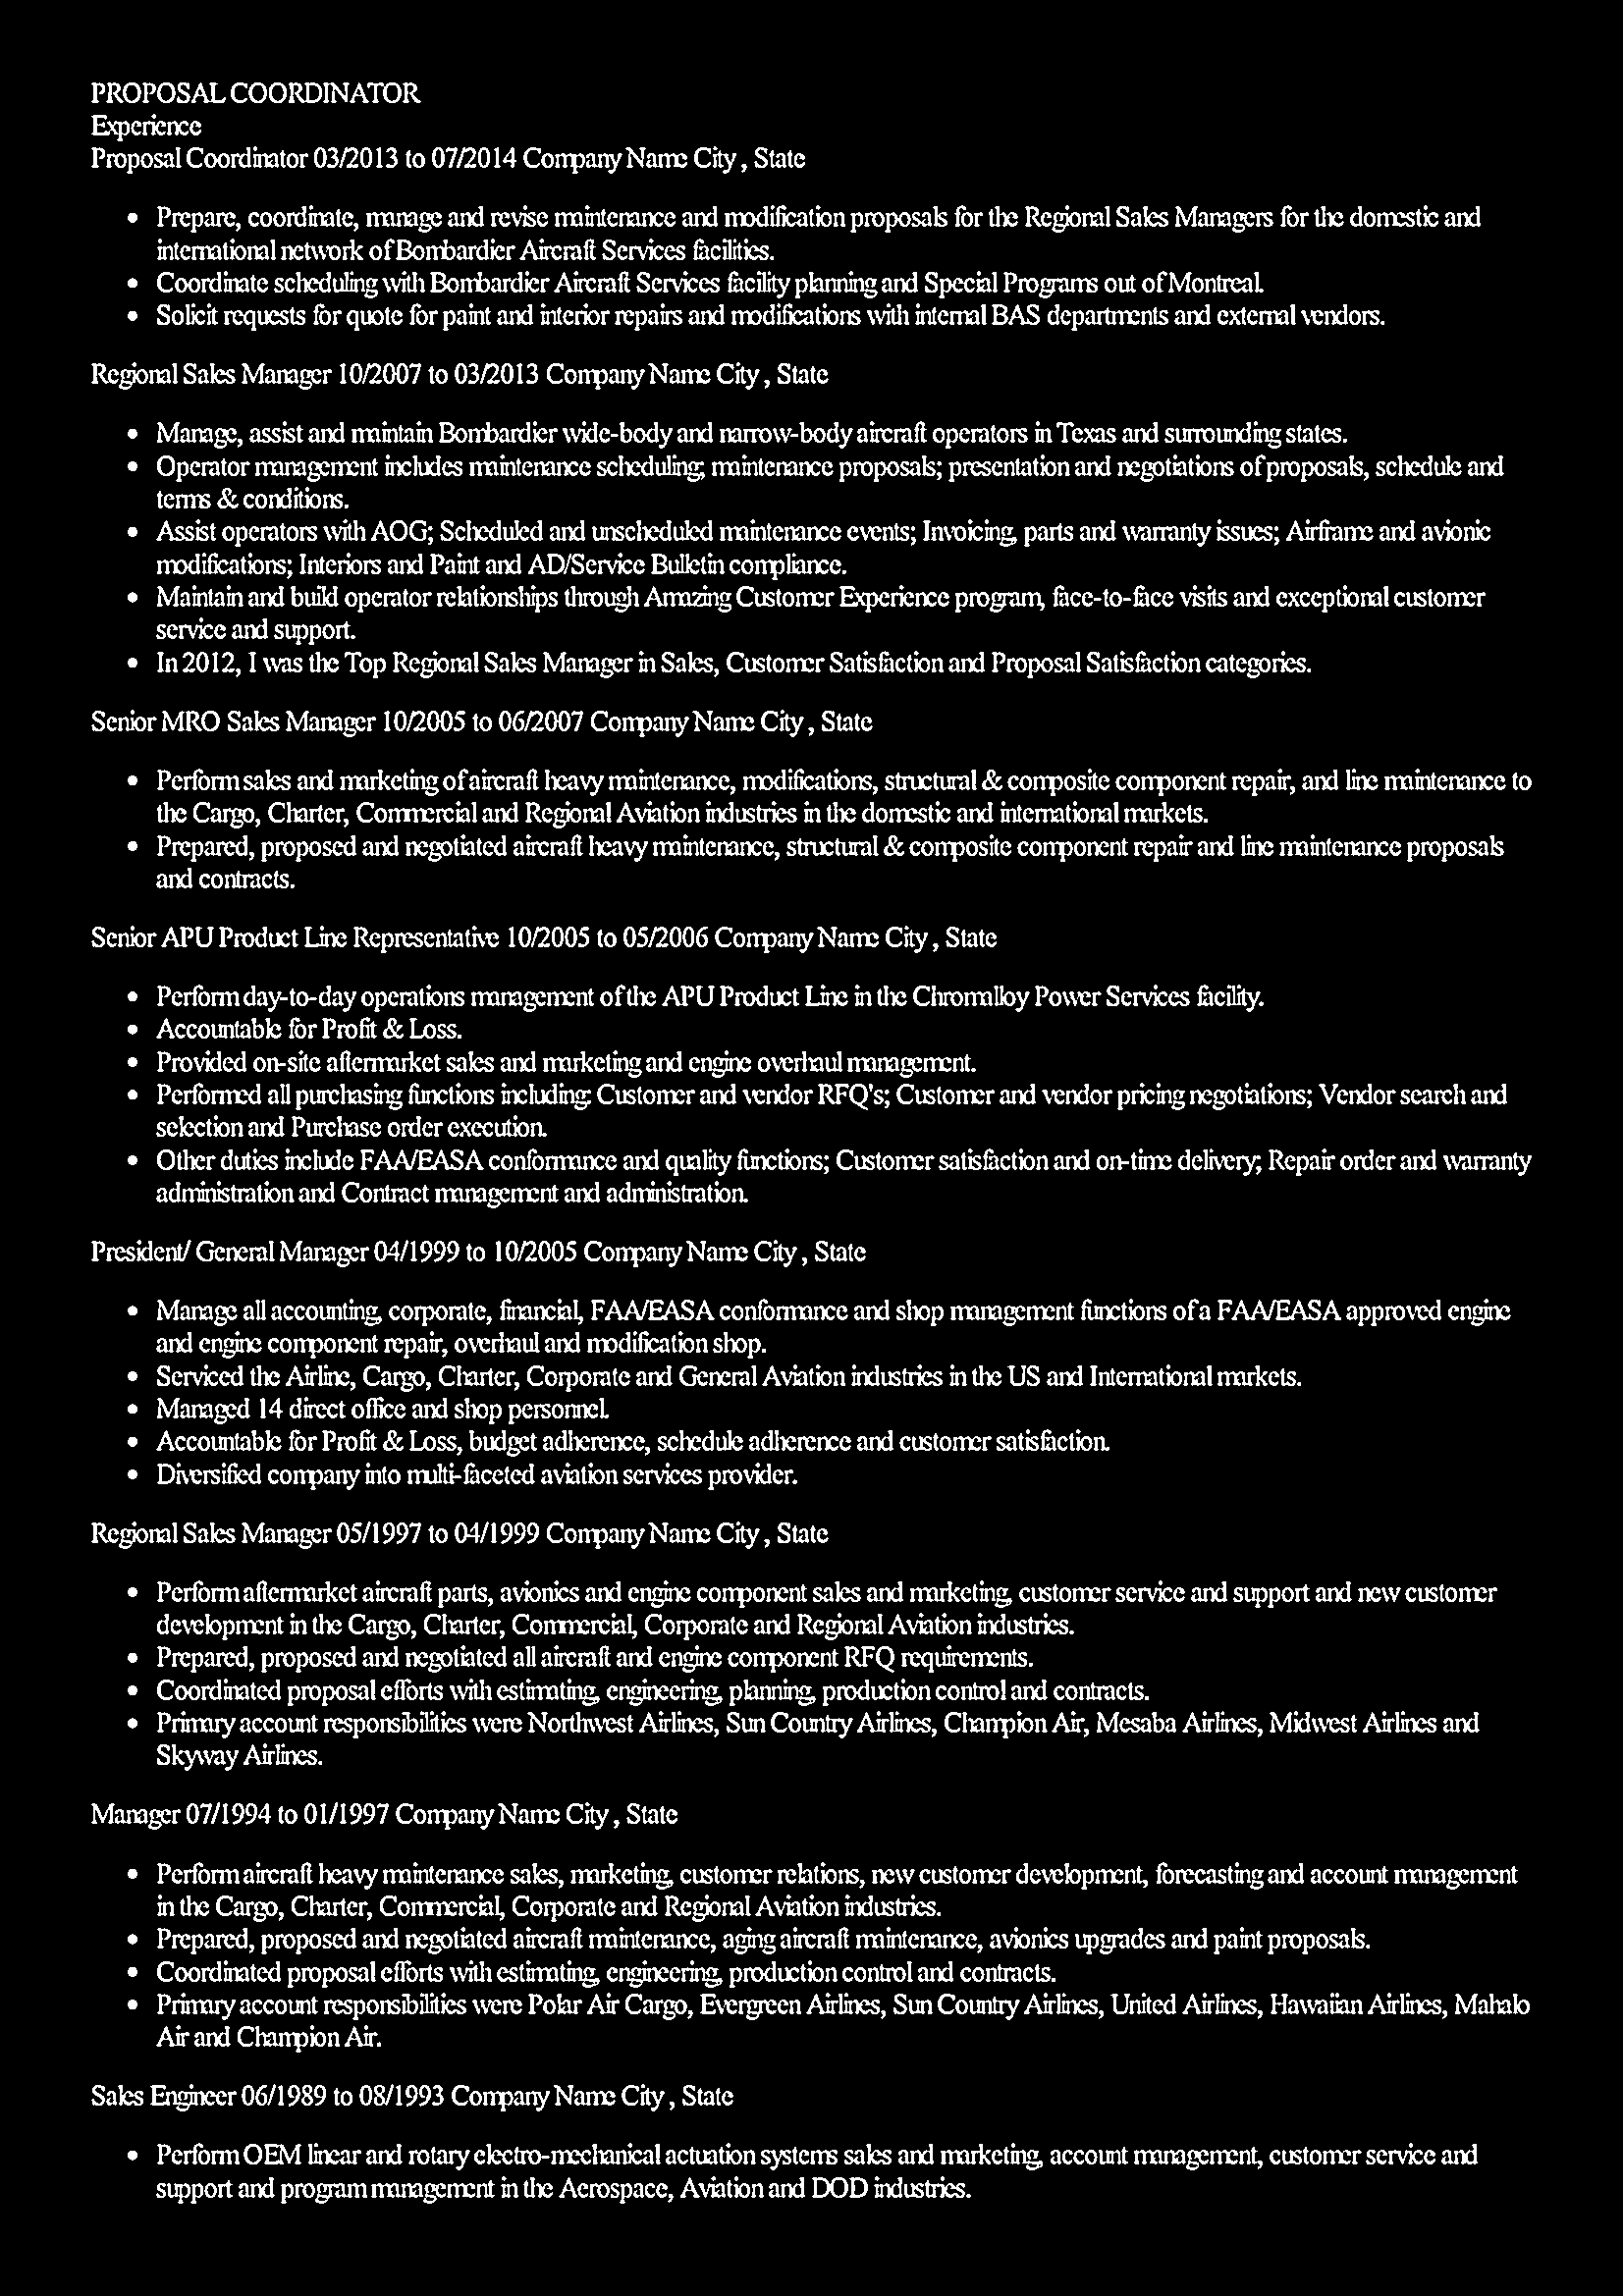 PROPOSAL COORDINATOR
Experience
Proposal Coordinator 03/2013 to 07/2014 Company Name City , State
• Prepare, coordinate, manage and revise maintenance and modification proposals for the Regional Sales Managers for the domestic and
international network of Bombardier Aircraft Services facilities.
• Coordinate scheduling with Bombardier Aircraft Services facility planning and Special Programs out of Montreal.
• Solicit requests for quote for paint and interior repairs and modifications with internal BAS departments and external vendors.
Regional Sales Manager 10/2007 to 03/2013 Company Name City , State
• Manage, assist and maintain Bombardier wide-body and narrow-body aircraft operators in Texas and surrounding states.
• Operator management includes maintenance scheduling; maintenance proposals; presentation and negotiations of proposals, schedule and
terms & conditions.
• Assist operators with AOG; Scheduled and unscheduled maintenance events; Invoicing, parts and warranty issues; Airframe and avionic
modifications; Interiors and Paint and AD/Service Bulletin compliance.
• Maintain and build operator relationships through Amazing Customer Experience program, face-to-face visits and exceptional customer
service and support.
• In 2012, I was the Top Regional Sales Manager in Sales, Customer Satisfaction and Proposal Satisfaction categories.
Senior MRO Sales Manager 10/2005 to 06/2007 Company Name City , State
• Perform sales and marketing of aircraft heavy maintenance, modifications, structural & composite component repair, and line maintenance to
the Cargo, Charter, Commercial and Regional Aviation industries in the domestic and international markets.
• Prepared, proposed and negotiated aircraft heavy maintenance, structural & composite component repair and line maintenance proposals
and contracts.
Senior APU Product Line Representative 10/2005 to 05/2006 Company Name City , State
• Perform day-to-day operations management of the APU Product Line in the Chromalloy Power Services facility.
• Accountable for Profit & Loss.
• Provided on-site aftermarket sales and marketing and engine overhaul management.
• Performed all purchasing functions including: Customer and vendor RFQ's; Customer and vendor pricing negotiations; Vendor search and
selection and Purchase order execution.
• Other duties include FAA/EASA conformance and quality functions; Customer satisfaction and on-time delivery; Repair order and warranty
administration and Contract management and administration.
President/ General Manager 04/1999 to 10/2005 Company Name City , State
• Manage all accounting, corporate, financial, FAA/EASA conformance and shop management functions of a FAA/EASA approved engine
and engine component repair, overhaul and modification shop.
• Serviced the Airline, Cargo, Charter, Corporate and General Aviation industries in the US and International markets.
• Managed 14 direct office and shop personnel.
• Accountable for Profit & Loss, budget adherence, schedule adherence and customer satisfaction.
• Diversified company into multi-faceted aviation services provider.
Regional Sales Manager 05/1997 to 04/1999 Company Name City , State
• Perform aftermarket aircraft parts, avionics and engine component sales and marketing, customer service and support and new customer
development in the Cargo, Charter, Commercial, Corporate and Regional Aviation industries.
• Prepared, proposed and negotiated all aircraft and engine component RFQ requirements.
• Coordinated proposal efforts with estimating, engineering, planning, production control and contracts.
• Primary account responsibilities were Northwest Airlines, Sun Country Airlines, Champion Air, Mesaba Airlines, Midwest Airlines and
Skyway Airlines.
Manager 07/1994 to 01/1997 Company Name City , State
• Perform aircraft heavy maintenance sales, marketing, customer relations, new customer development, forecasting and account management
in the Cargo, Charter, Commercial, Corporate and Regional Aviation industries.
• Prepared, proposed and negotiated aircraft maintenance, aging aircraft maintenance, avionics upgrades and paint proposals.
• Coordinated proposal efforts with estimating, engineering, production control and contracts.
• Primary account responsibilities were Polar Air Cargo, Evergreen Airlines, Sun Country Airlines, United Airlines, Hawaiian Airlines, Mahalo
Air and Champion Air.
Sales Engineer 06/1989 to 08/1993 Company Name City , State
• Perform OEM linear and rotary electro-mechanical actuation systems sales and marketing, account management, customer service and
support and program management in the Aerospace, Aviation and DOD industries.